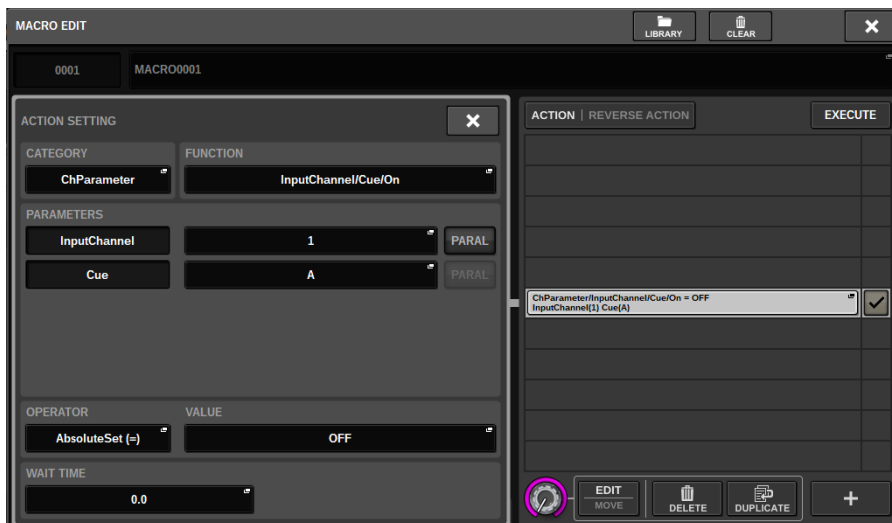 MACRO EDIT
LIBRARY
CLEAR
0001
MACRO0001
ACTION SETTING
CATEGORY
FUNCTION
ChParameter
InputChannel/Cue/On
PARAMETERS
InputChannel
1
PARAL
Cue
A
PARAL
OPERATOR
VALUE
AbsoluteSet (=)
OFF
WAIT TIME
0.0
ACTION | REVERSE ACTION
EXECUTE
ChParameter/InputChannel/Cue/On = OFF
InputChannel(1) Cue(A)
EDIT
MOVE
DELETE
DUPLICATE